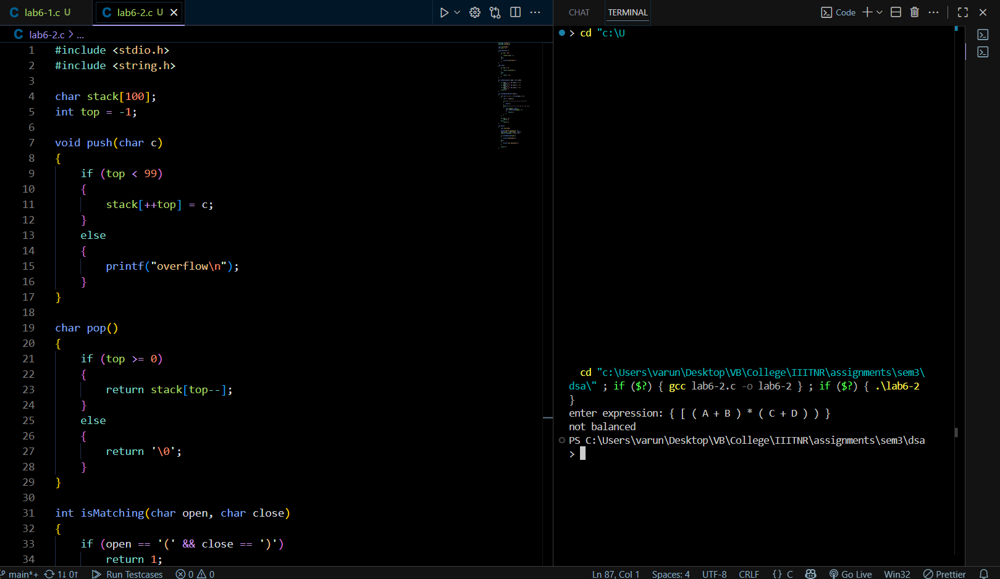 lab6-1.c U
lab6-2.c U
CHAT
TERMINAL
Code
lab6-2.c > ...
1 #include <stdio.h>
2 #include <string.h>
3
4 char stack[100];
5 int top = -1;
6
7 void push(char c)
8 {
9 if (top < 99)
10 {
11 stack[++top] = c;
12 }
13 else
14 {
15 printf("overflow\n");
16 }
17 }
18
19 char pop()
20 {
21 if (top >= 0)
22 {
23 return stack[top--];
24 }
25 else
26 {
27 return '\0';
28 }
29 }
30
31 int isMatching(char open, char close)
32 {
33 if (open == '(' && close == ')')
34 return 1;
> cd "c:\U
cd "c:\Users\varun\Desktop\VB\College\IIITNR\assignments\sem3\
dsa\" ; if ($?) { gcc lab6-2.c -o lab6-2 } ; if ($?) { .\lab6-2
}
enter expression: { [ ( A + B ) * ( C + D ) ) }
not balanced
PS C:\Users\varun\Desktop\VB\College\IIITNR\assignments\sem3\dsa
>
main*+ 1↓ 0↑ Run Testcases 0 0 Ln 87, Col 1 Spaces: 4 UTF-8 CRLF {} C Go Live Win32 Prettier